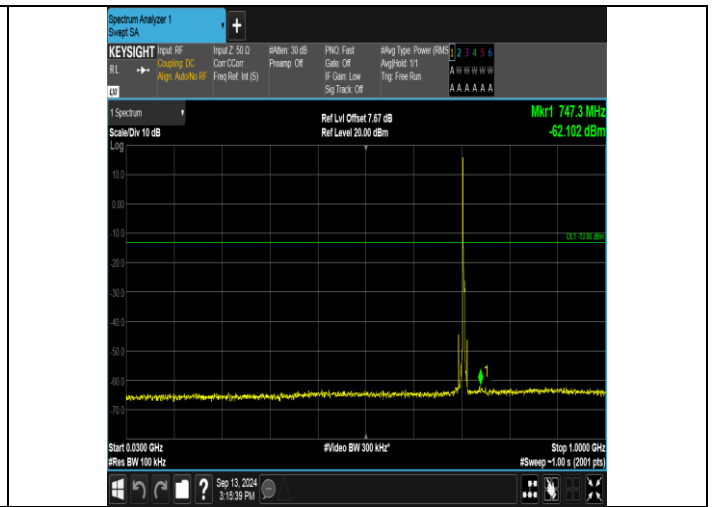 Spectrum Analyzer 1
Swept SA
+
KEYSIGHT
RL
Input: RF
Coupling: DC
Align: Auto/No RF
Input Z: 50 Ω
Corr CCorr
Freq Ref: Int (S)
#Atten: 30 dB
Preamp: Off
PNO: Fast
Gate: Off
IF Gain: Low
Sig Track: Off
#Avg Type: Power (RMS
Avg|Hold: 1/1
Trig: Free Run
1 2 3 4 5 6
A W W W W W
A A A A A A
1 Spectrum
Scale/Div 10 dB
Log
Ref Lvl Offset 7.67 dB
Ref Level 20.00 dBm
Mkr1 747.3 MHz
-62.102 dBm
10.0
0.00
-10.0
DL1 -13.00 dBm
-20.0
-30.0
-40.0
-50.0
-60.0
1
-70.0
Start 0.0300 GHz
#Res BW 100 kHz
#Video BW 300 kHz*
Stop 1.0000 GHz
#Sweep ~1.00 s (2001 pts)
?
Sep 13, 2024
3:15:39 PM